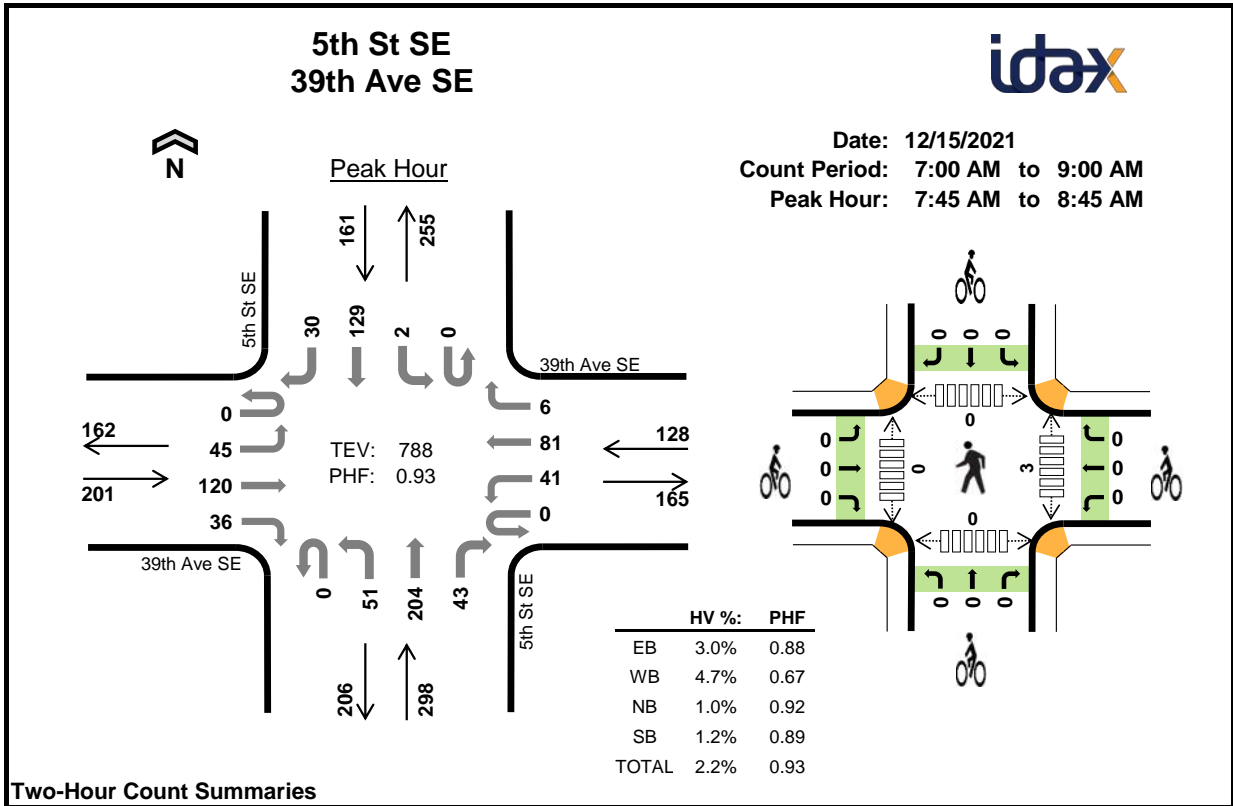 5th St SE
39th Ave SE
idax
N
Peak Hour
Date: 12/15/2021
Count Period: 7:00 AM to 9:00 AM
Peak Hour: 7:45 AM to 8:45 AM
161
255
5th St SE
30
129
2
0
39th Ave SE
0
45
120
36
162
201
TEV: 788
PHF: 0.93
6
81
41
0
128
165
39th Ave SE
0
51
204
43
5th St SE
206
298
0
0
0
0
0
0
0
0
3
0
0
0
0
0
0
0
HV %: PHF
EB 3.0% 0.88
WB 4.7% 0.67
NB 1.0% 0.92
SB 1.2% 0.89
TOTAL 2.2% 0.93
Two-Hour Count Summaries